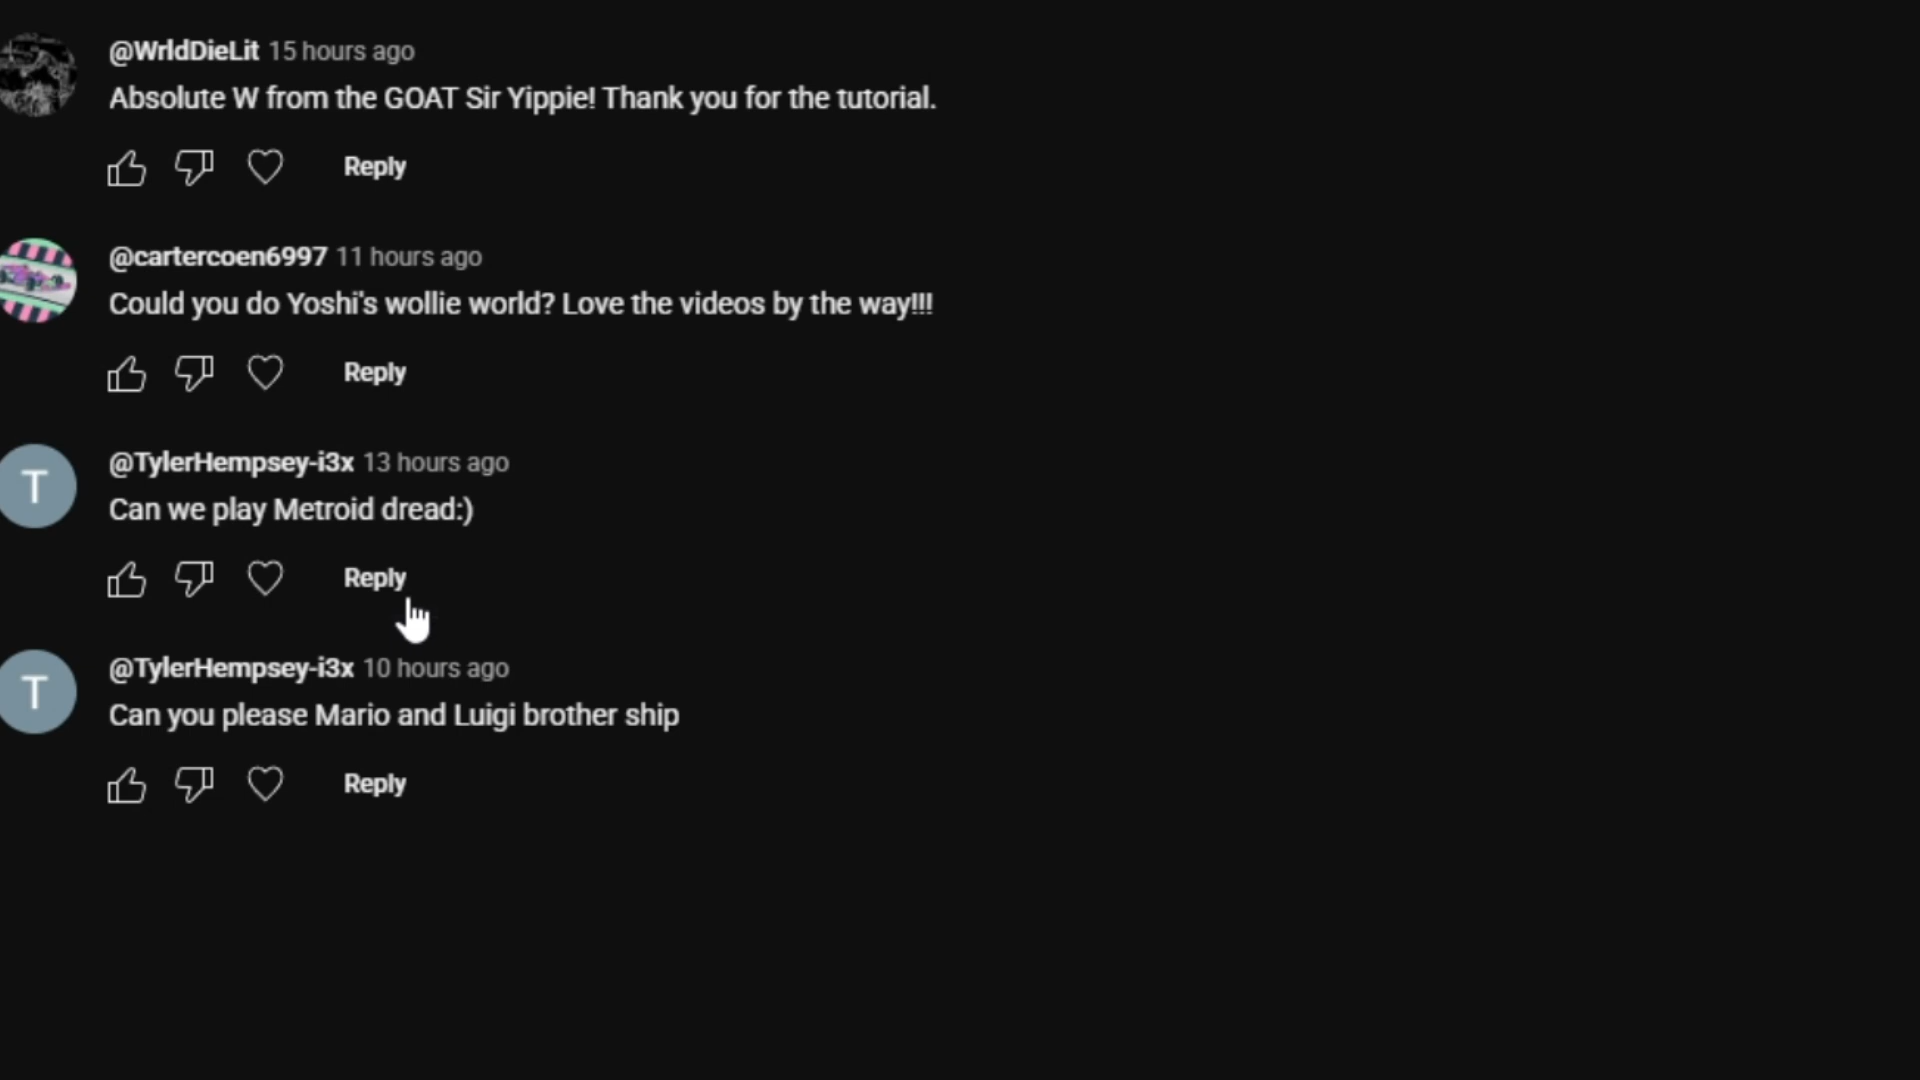 @WrldDieLit 15 hours ago
Absolute W from the GOAT Sir Yippie! Thank you for the tutorial.
Reply
@cartercoen6997 11 hours ago
Could you do Yoshi's wollie world? Love the videos by the way!!!
Reply
T
@TylerHempsey-i3x 13 hours ago
Can we play Metroid dread:)
Reply
T
@TylerHempsey-i3x 10 hours ago
Can you please Mario and Luigi brother ship
Reply